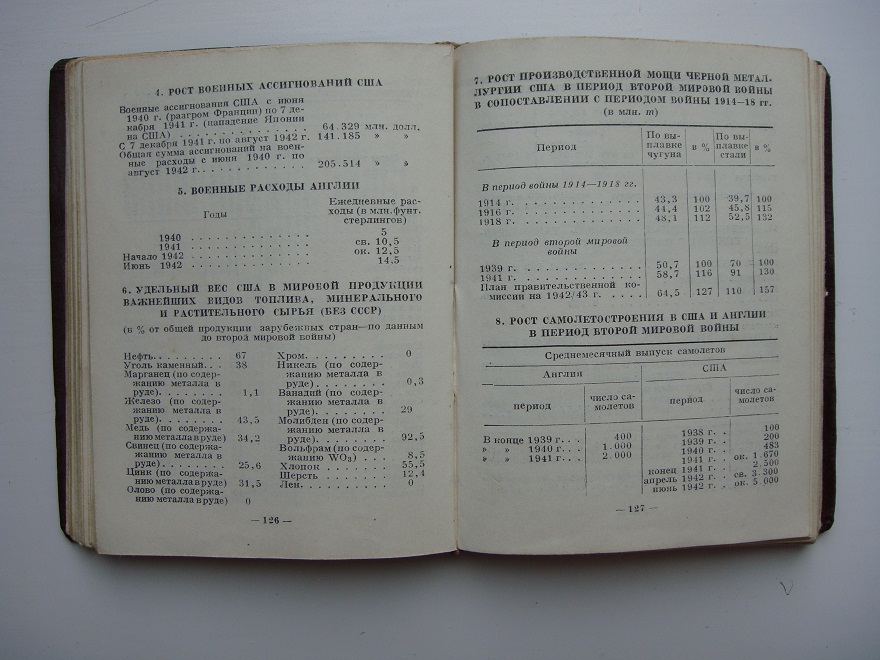 4. РОСТ ВОЕННЫХ АССИГНОВАНИЙ США
Военные ассигнования США с июня
1940 г. (разгром Франции) по 7 де-
кабря 1941 г. (нападение Японии
на США) . . . . . . . . . . . . . . 64.329 млн. долл.
С 7 декабря 1941 г. по август 1942 г. 141.185 » »
Общая сумма ассигнований на воен-
ные расходы с июня 1940 г. по
август 1942 г. . . . . . . . . . . 205.514 » »
5. ВОЕННЫЕ РАСХОДЫ АНГЛИИ
Годы
Ежедневные рас-
ходы (в млн. фунт.
стерлингов)
1940 . . . . . . . . . . . . 5
1941 . . . . . . . . . . . . св. 10,5
Начало 1942 . . . . . . . . . . . . ок. 12,5
Июнь 1942 . . . . . . . . . . . . 14,5
6. УДЕЛЬНЫЙ ВЕС США В МИРОВОЙ ПРОДУКЦИИ
ВАЖНЕЙШИХ ВИДОВ ТОПЛИВА, МИНЕРАЛЬНОГО
И РАСТИТЕЛЬНОГО СЫРЬЯ (БЕЗ СССР)
(в % от общей продукции зарубежных стран—по данным
до второй мировой войны)
Нефть. . . . . . . . 67
Уголь каменный. . . 38
Марганец (по содер-
жанию металла в
руде). . . . . . . . 1,1
Железо (по содер-
жанию металла в
руде). . . . . . . . 43,5
Медь (по содержа-
нию металла в руде) 34,2
Свинец (по содер-
жанию металла в
руде). . . . . . . . 25,6
Цинк (по содержа-
нию металла в руде) 31,5
Олово (по содержа-
нию металла в руде) 0
Хром. . . . . . . . . 0
Никель (по содер-
жанию металла в
руде) . . . . . . . . 0,3
Ванадий (по содер-
жанию металла в
руде). . . . . . . . 29
Молибден (по содер-
жанию металла в
руде). . . . . . . . 92,5
Вольфрам (по содер-
жанию WO₃) . . . 8,5
Хлопок . . . . . . . 55,5
Шерсть . . . . . . . 12,4
Лен. . . . . . . . . 0
— 126 —
7. РОСТ ПРОИЗВОДСТВЕННОЙ МОЩИ ЧЕРНОЙ МЕТАЛ-
ЛУРГИИ США В ПЕРИОД ВТОРОЙ МИРОВОЙ ВОЙНЫ
В СОПОСТАВЛЕНИИ С ПЕРИОДОМ ВОЙНЫ 1914—18 гг.
(в млн. т)
Период
По вы-
плавке
чугуна
в %
По вы-
плавке
стали
в %
В период войны 1914—1918 гг.
1914 г. . . . . . . . . . . . . 43,3 100 39,7 100
1916 г. . . . . . . . . . . . . 44,4 102 45,8 115
1918 г. . . . . . . . . . . . . 48,1 112 52,5 132
В период второй мировой
войны
1939 г. . . . . . . . . . . . . 50,7 100 70 100
1941 г. . . . . . . . . . . . . 58,7 116 91 130
План правительственной ко-
миссии на 1942/43 г. . . . . 64,5 127 110 157
8. РОСТ САМОЛЕТОСТРОЕНИЯ В США И АНГЛИИ
В ПЕРИОД ВТОРОЙ МИРОВОЙ ВОЙНЫ
Среднемесячный выпуск самолетов
Англия
США
период
число са-
молетов
период
число са-
молетов
В конце 1939 г. . . 400
» » 1940 г. . . 1.000
» » 1941 г. . . 2.000
1938 г. . . 100
1939 г. . . 200
1940 г. . . 483
1941 г. . . ок. 1.670
конец 1941 г. . . 2.500
апрель 1942 г. . . св. 3.300
июнь 1942 г. . . ок. 5.000
— 127 —